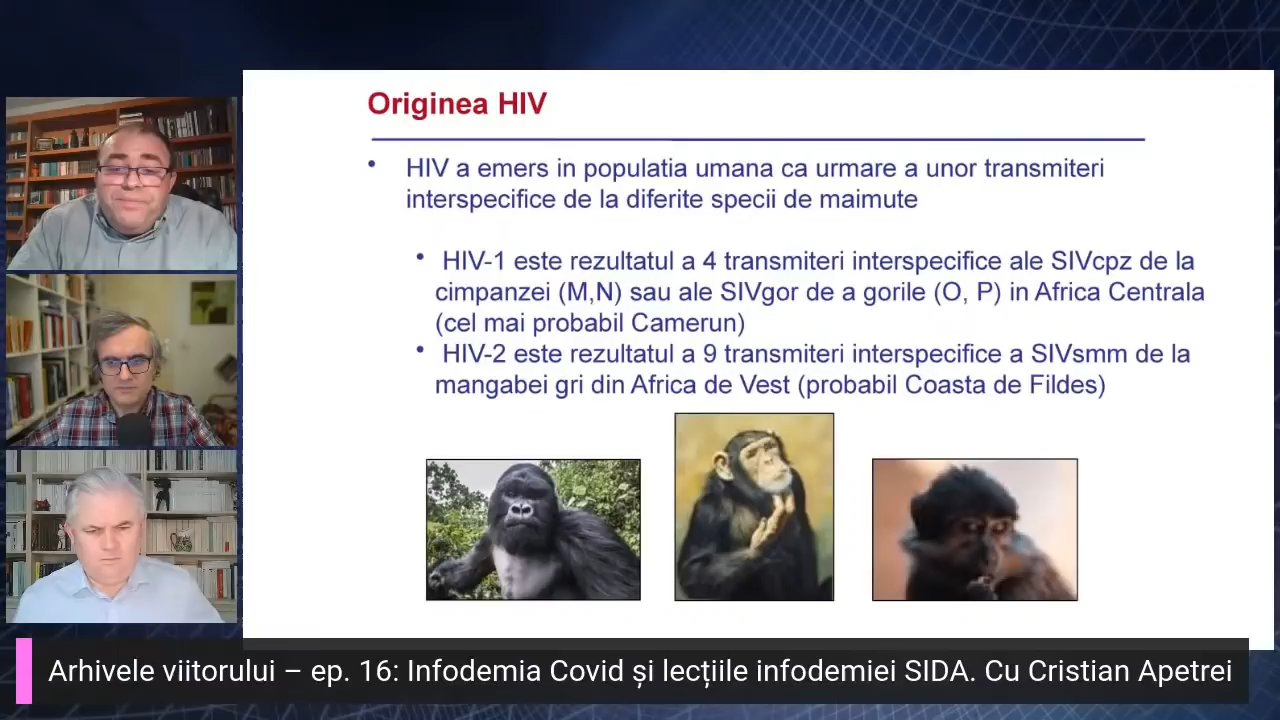 Originea HIV
• HIV a emers in populatia umana ca urmare a unor transmiteri
interspecifice de la diferite specii de maimute
• HIV-1 este rezultatul a 4 transmiteri interspecifice ale SIVcpz de la
cimpanzei (M,N) sau ale SIVgor de a gorile (O, P) in Africa Centrala
(cel mai probabil Camerun)
• HIV-2 este rezultatul a 9 transmiteri interspecifice a SIVsmm de la
mangabei gri din Africa de Vest (probabil Coasta de Fildes)
Arhivele viitorului – ep. 16: Infodemia Covid și lecțiile infodemiei SIDA. Cu Cristian Apetrei